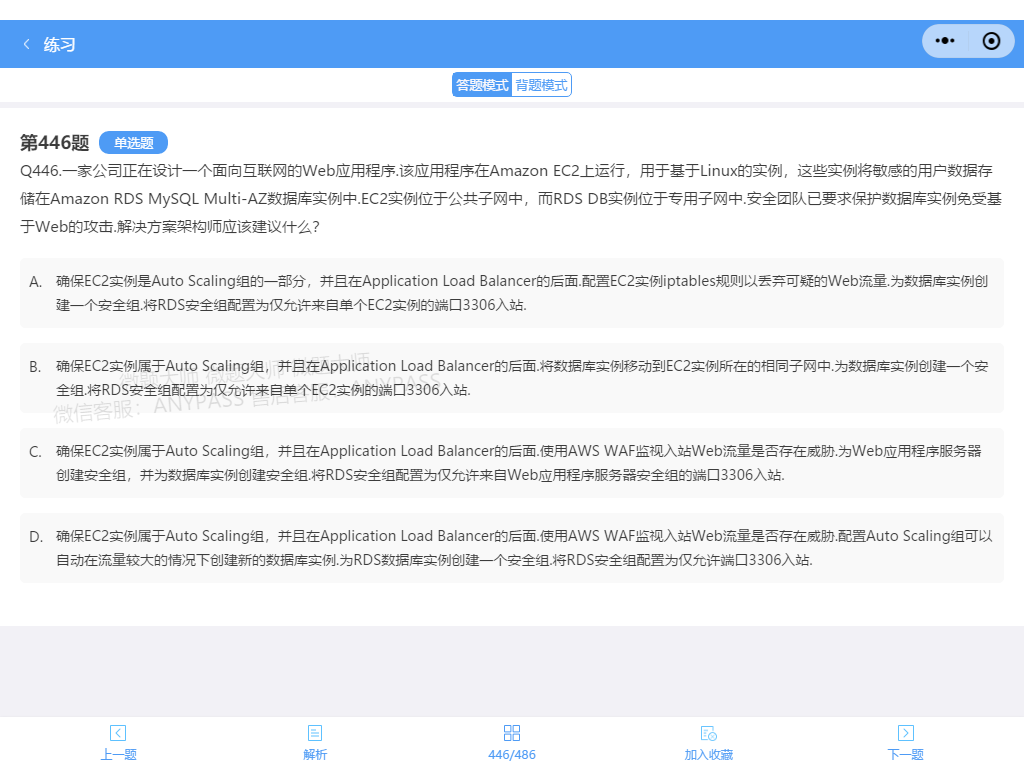 练习
答题模式 背题模式
第446题 单选题
Q446.一家公司正在设计一个面向互联网的Web应用程序.该应用程序在Amazon EC2上运行，用于基于Linux的实例，这些实例将敏感的用户数据存
储在Amazon RDS MySQL Multi-AZ数据库实例中.EC2实例位于公共子网中，而RDS DB实例位于专用子网中.安全团队已要求保护数据库实例免受基
于Web的攻击.解决方案架构师应该建议什么?
A. 确保EC2实例是Auto Scaling组的一部分，并且在Application Load Balancer的后面.配置EC2实例iptables规则以丢弃可疑的Web流量.为数据库实例创
建一个安全组.将RDS安全组配置为仅允许来自单个EC2实例的端口3306入站.
B. 确保EC2实例属于Auto Scaling组，并且在Application Load Balancer的后面.将数据库实例移动到EC2实例所在的相同子网中.为数据库实例创建一个安
全组.将RDS安全组配置为仅允许来自单个EC2实例的端口3306入站.
微题大师 微题大师 微题大师
微信客服：ANYPASS 售后客服：ANYPASS
C. 确保EC2实例属于Auto Scaling组，并且在Application Load Balancer的后面.使用AWS WAF监视入站Web流量是否存在威胁.为Web应用程序服务器
创建安全组，并为数据库实例创建安全组.将RDS安全组配置为仅允许来自Web应用程序服务器安全组的端口3306入站.
D. 确保EC2实例属于Auto Scaling组，并且在Application Load Balancer的后面.使用AWS WAF监视入站Web流量是否存在威胁.配置Auto Scaling组可以
自动在流量较大的情况下创建新的数据库实例.为RDS数据库实例创建一个安全组.将RDS安全组配置为仅允许端口3306入站.
上一题 解析 446/486 加入收藏 下一题